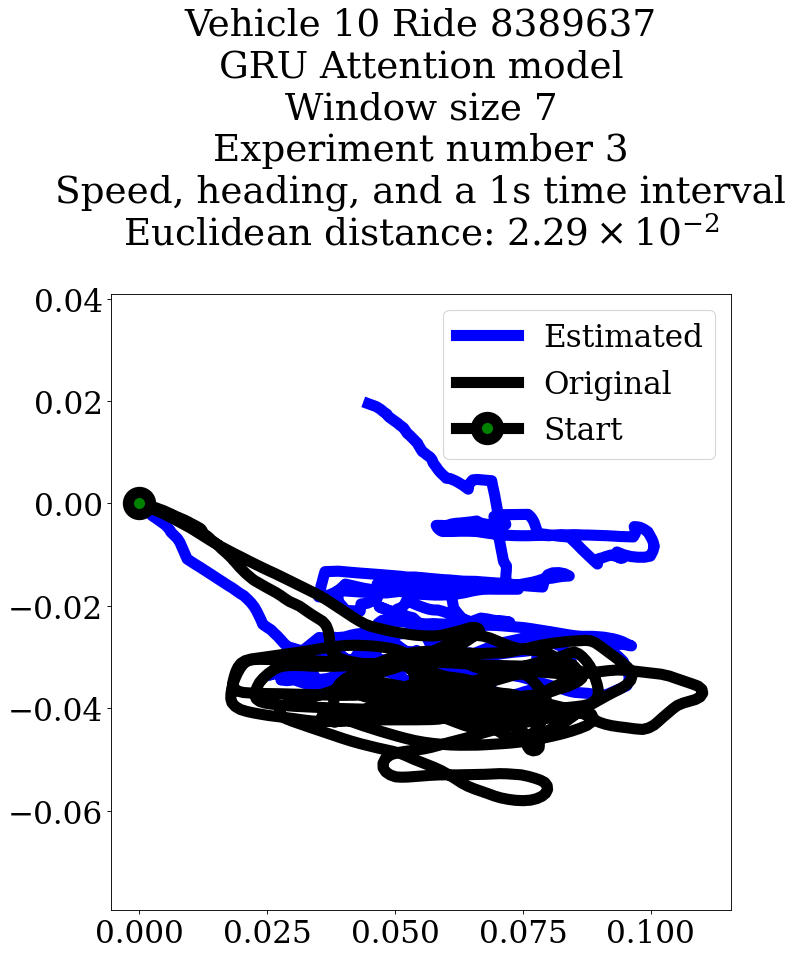 Vehicle 10 Ride 8389637
GRU Attention model
Window size 7
Experiment number 3
Speed, heading, and a 1s time interval
Euclidean distance: 2.29 × 10⁻²
Estimated
Original
Start
0.04
0.02
0.00
−0.02
−0.04
−0.06
0.000 0.025 0.050 0.075 0.100